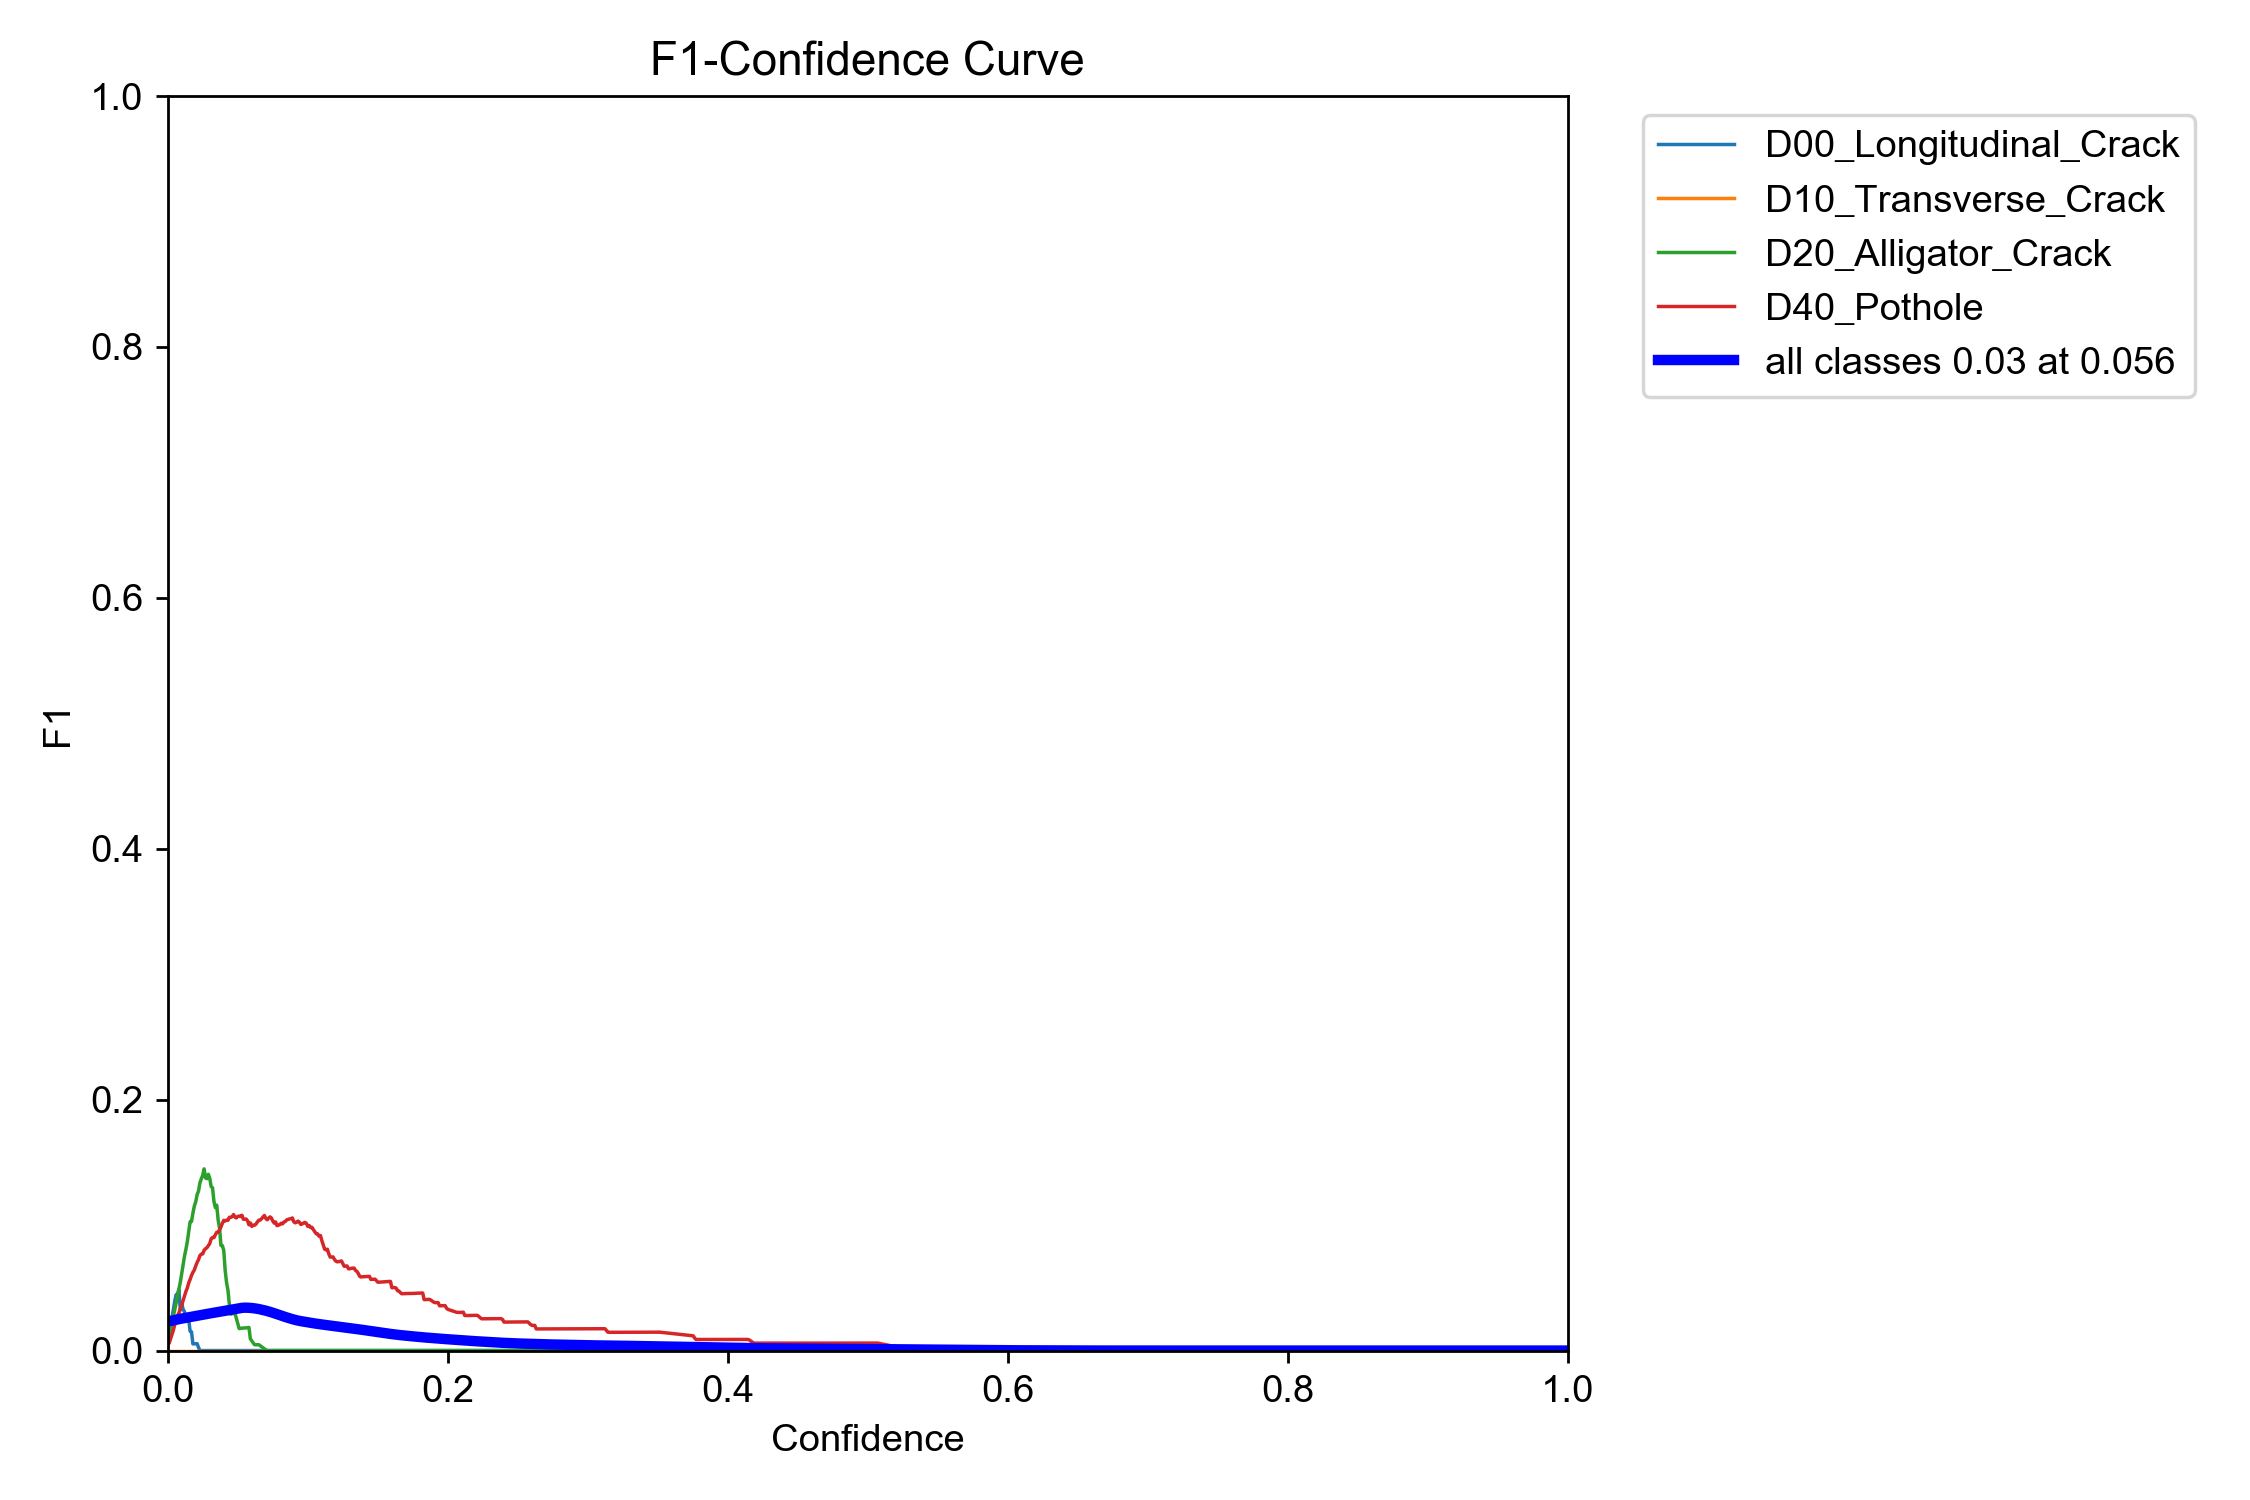 F1-Confidence Curve
1.0
0.8
0.6
0.4
0.2
0.0
F1
0.0 0.2 0.4 0.6 0.8 1.0
Confidence
D00_Longitudinal_Crack
D10_Transverse_Crack
D20_Alligator_Crack
D40_Pothole
all classes 0.03 at 0.056